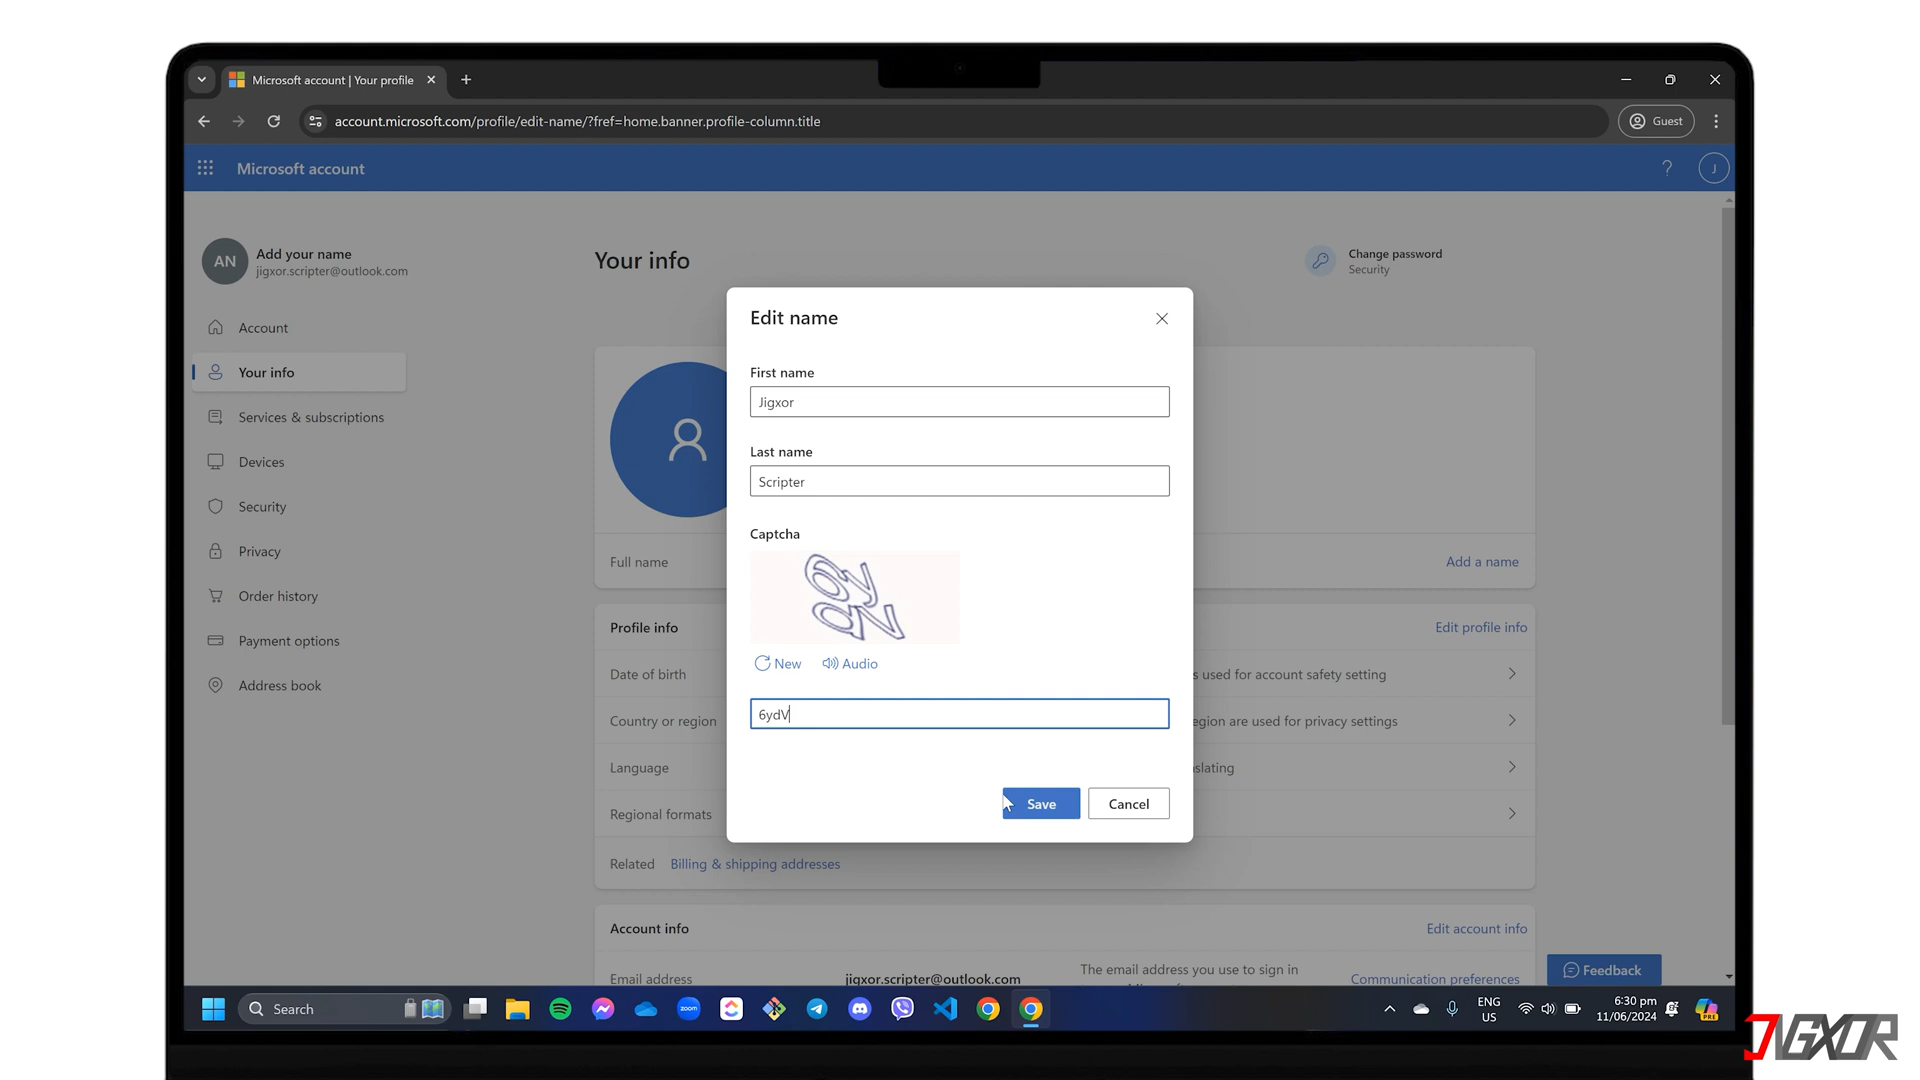 Microsoft account | Your profile
account.microsoft.com/profile/edit-name/?fref=home.banner.profile-column.title
Guest
Microsoft account
?
J
AN
Add your name
jigxor.scripter@outlook.com
Your info
Change password
Security
Account
Your info
Services & subscriptions
Devices
Security
Privacy
Order history
Payment options
Address book
Edit name
First name
Jigxor
Last name
Scripter
Captcha
New
Audio
6ydV
Save
Cancel
Full name
Add a name
Profile info
Edit profile info
Date of birth
used for account safety setting
Country or region
egion are used for privacy settings
Language
slating
Regional formats
Related
Billing & shipping addresses
Account info
Edit account info
Email address
jigxor.scripter@outlook.com
The email address you use to sign in
Communication preferences
Feedback
Search
zoom
ENG
US
6:30 pm
11/06/2024
PRE
JIGXOR